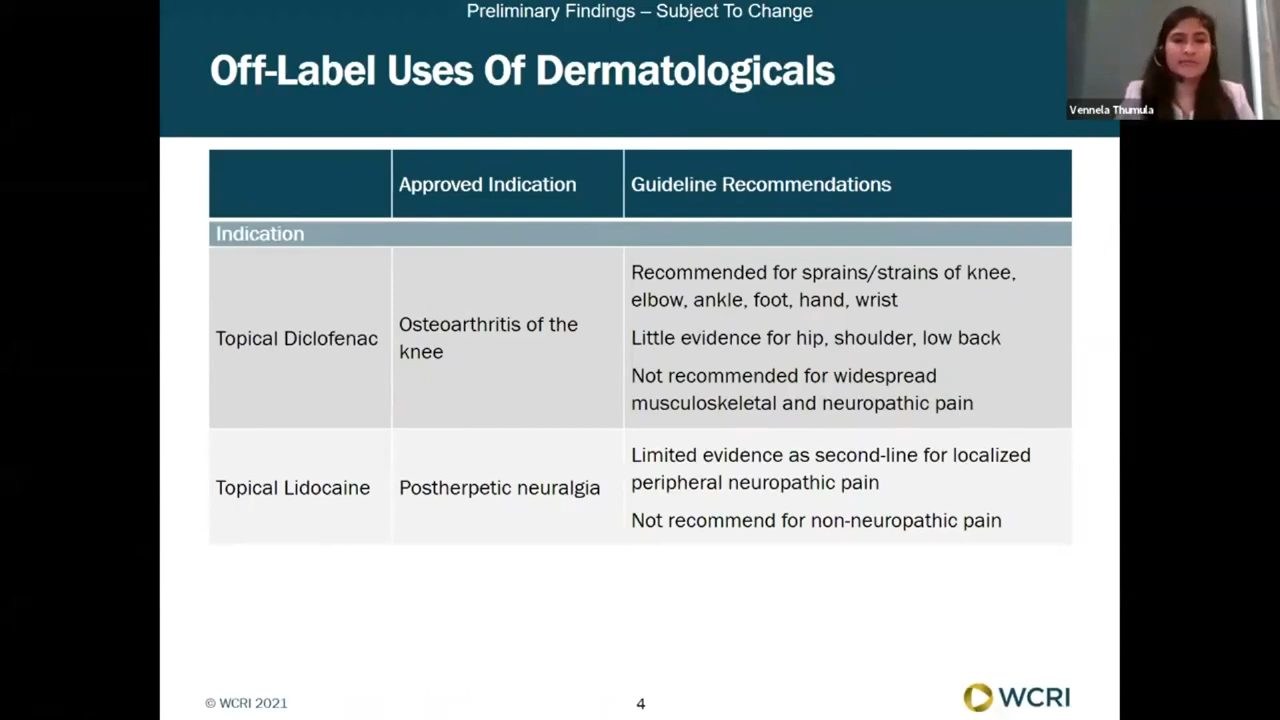 Preliminary Findings – Subject To Change
Off-Label Uses Of Dermatologicals
Vennela Thumula
Approved Indication
Guideline Recommendations
Indication
Topical Diclofenac
Osteoarthritis of the
knee
Recommended for sprains/strains of knee,
elbow, ankle, foot, hand, wrist
Little evidence for hip, shoulder, low back
Not recommended for widespread
musculoskeletal and neuropathic pain
Topical Lidocaine
Postherpetic neuralgia
Limited evidence as second-line for localized
peripheral neuropathic pain
Not recommend for non-neuropathic pain
© WCRI 2021
4
WCRI